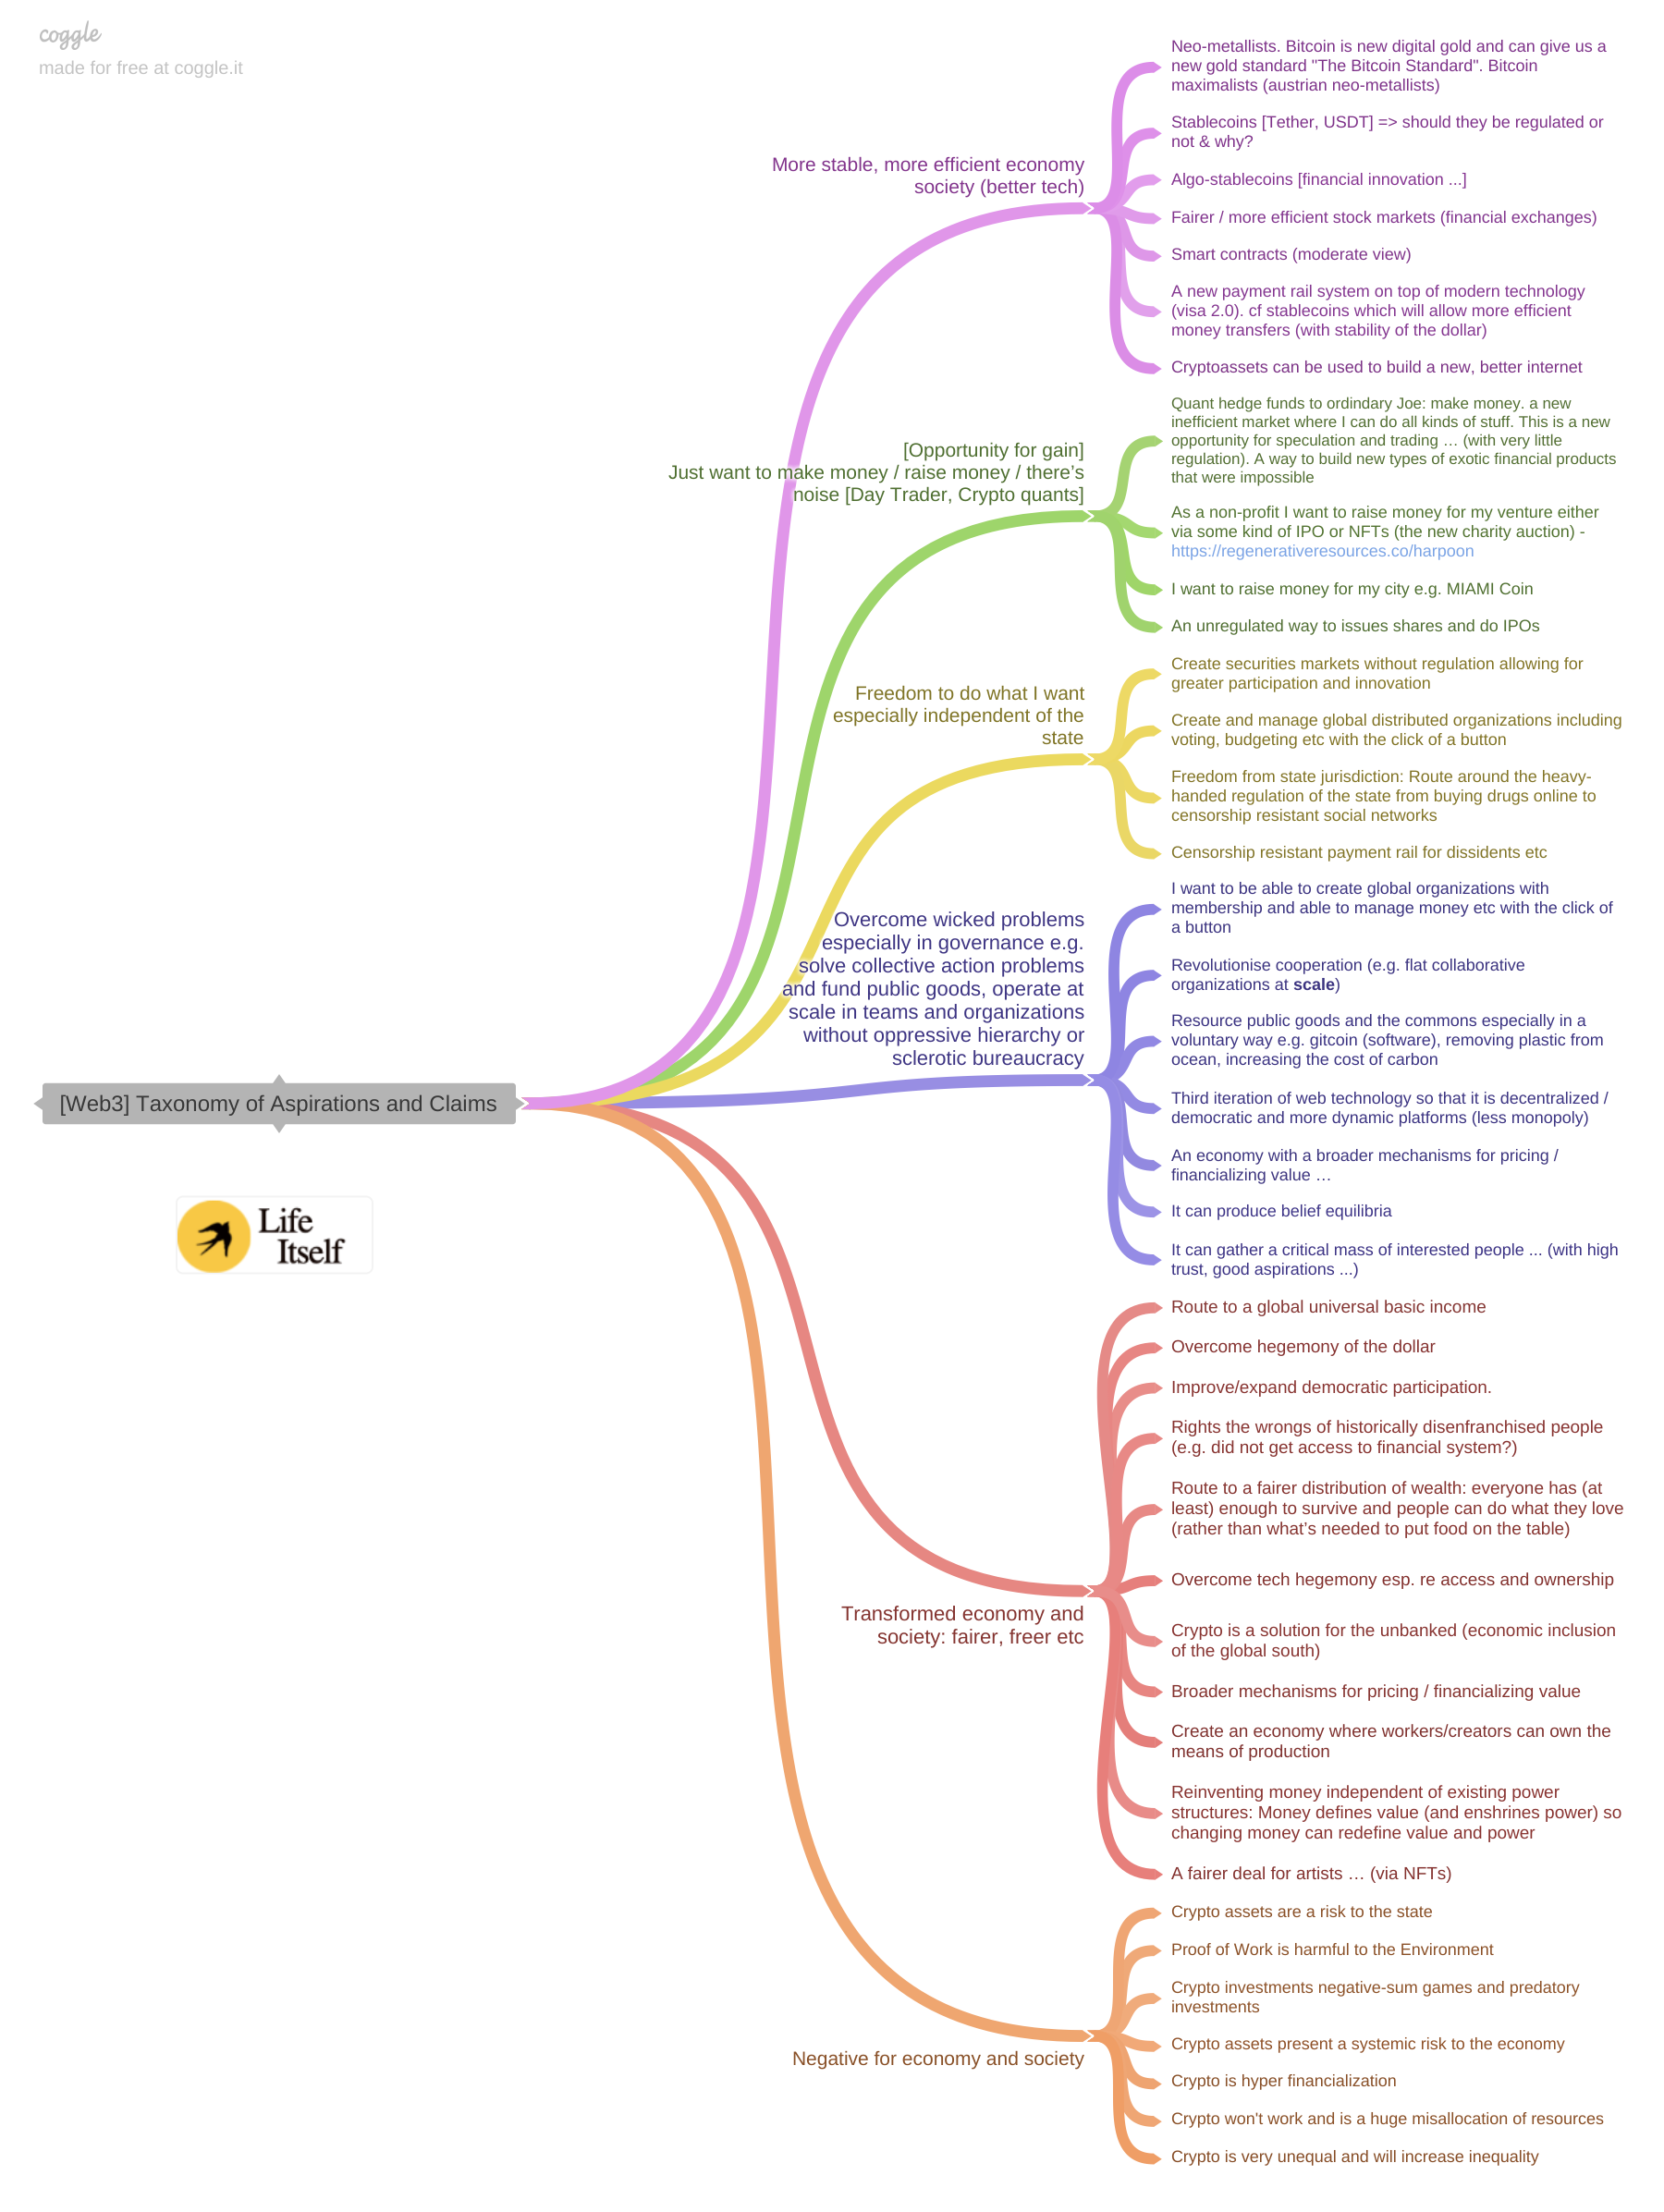 coggle
made for free at coggle.it
[Web3] Taxonomy of Aspirations and Claims
Life
Itself
More stable, more efficient economy
society (better tech)
Neo-metallists. Bitcoin is new digital gold and can give us a
new gold standard "The Bitcoin Standard". Bitcoin
maximalists (austrian neo-metallists)
Stablecoins [Tether, USDT] => should they be regulated or
not & why?
Algo-stablecoins [financial innovation ...]
Fairer / more efficient stock markets (financial exchanges)
Smart contracts (moderate view)
A new payment rail system on top of modern technology
(visa 2.0). cf stablecoins which will allow more efficient
money transfers (with stability of the dollar)
Cryptoassets can be used to build a new, better internet
[Opportunity for gain]
Just want to make money / raise money / there's
noise [Day Trader, Crypto quants]
Quant hedge funds to ordindary Joe: make money. a new
inefficient market where I can do all kinds of stuff. This is a new
opportunity for speculation and trading … (with very little
regulation). A way to build new types of exotic financial products
that were impossible
As a non-profit I want to raise money for my venture either
via some kind of IPO or NFTs (the new charity auction) -
https://regenerativeresources.co/harpoon
I want to raise money for my city e.g. MIAMI Coin
An unregulated way to issues shares and do IPOs
Freedom to do what I want
especially independent of the
state
Create securities markets without regulation allowing for
greater participation and innovation
Create and manage global distributed organizations including
voting, budgeting etc with the click of a button
Freedom from state jurisdiction: Route around the heavy-
handed regulation of the state from buying drugs online to
censorship resistant social networks
Censorship resistant payment rail for dissidents etc
Overcome wicked problems
especially in governance e.g.
solve collective action problems
and fund public goods, operate at
scale in teams and organizations
without oppressive hierarchy or
sclerotic bureaucracy
I want to be able to create global organizations with
membership and able to manage money etc with the click of
a button
Revolutionise cooperation (e.g. flat collaborative
organizations at scale)
Resource public goods and the commons especially in a
voluntary way e.g. gitcoin (software), removing plastic from
ocean, increasing the cost of carbon
Third iteration of web technology so that it is decentralized /
democratic and more dynamic platforms (less monopoly)
An economy with a broader mechanisms for pricing /
financializing value …
It can produce belief equilibria
It can gather a critical mass of interested people ... (with high
trust, good aspirations ...)
Transformed economy and
society: fairer, freer etc
Route to a global universal basic income
Overcome hegemony of the dollar
Improve/expand democratic participation.
Rights the wrongs of historically disenfranchised people
(e.g. did not get access to financial system?)
Route to a fairer distribution of wealth: everyone has (at
least) enough to survive and people can do what they love
(rather than what's needed to put food on the table)
Overcome tech hegemony esp. re access and ownership
Crypto is a solution for the unbanked (economic inclusion
of the global south)
Broader mechanisms for pricing / financializing value
Create an economy where workers/creators can own the
means of production
Reinventing money independent of existing power
structures: Money defines value (and enshrines power) so
changing money can redefine value and power
A fairer deal for artists … (via NFTs)
Negative for economy and society
Crypto assets are a risk to the state
Proof of Work is harmful to the Environment
Crypto investments negative-sum games and predatory
investments
Crypto assets present a systemic risk to the economy
Crypto is hyper financialization
Crypto won't work and is a huge misallocation of resources
Crypto is very unequal and will increase inequality